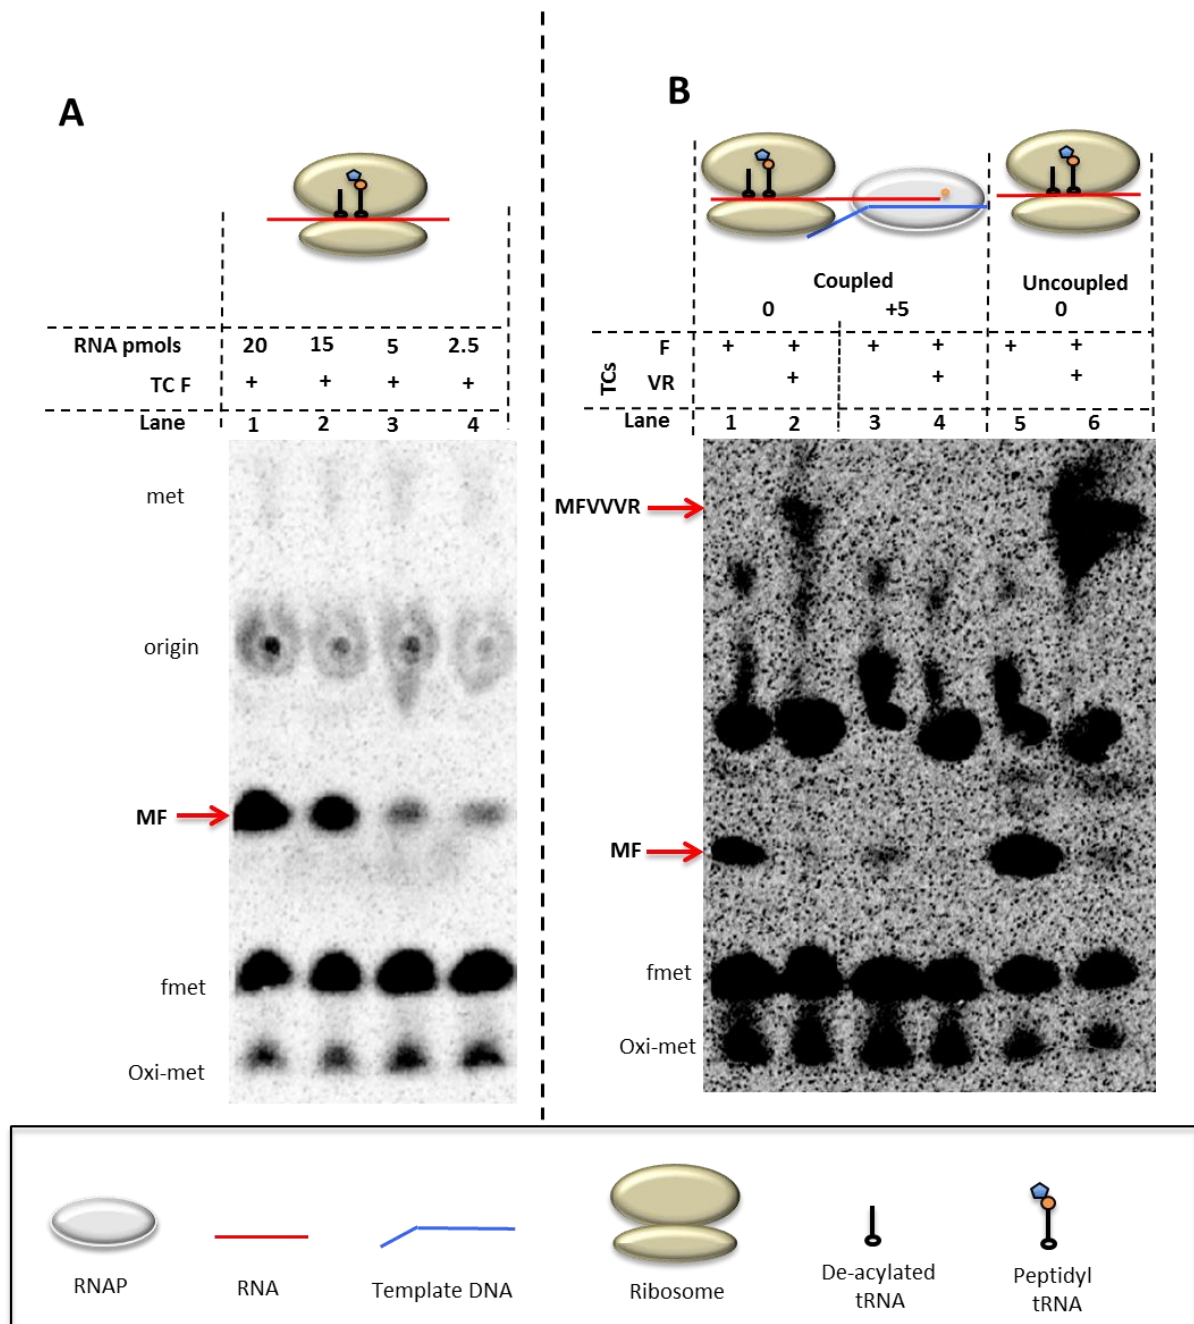 A
RNA pmols 20 15 5 2.5
TC F + + + +
Lane 1 2 3 4
met
origin
MF
fmet
Oxi-met
B
Coupled Uncoupled
0 +5 0
TCs
F + + + + + +
VR + + +
Lane 1 2 3 4 5 6
MFVVVR
MF
fmet
Oxi-met
RNAP
RNA
Template DNA
Ribosome
De-acylated
tRNA
Peptidyl
tRNA